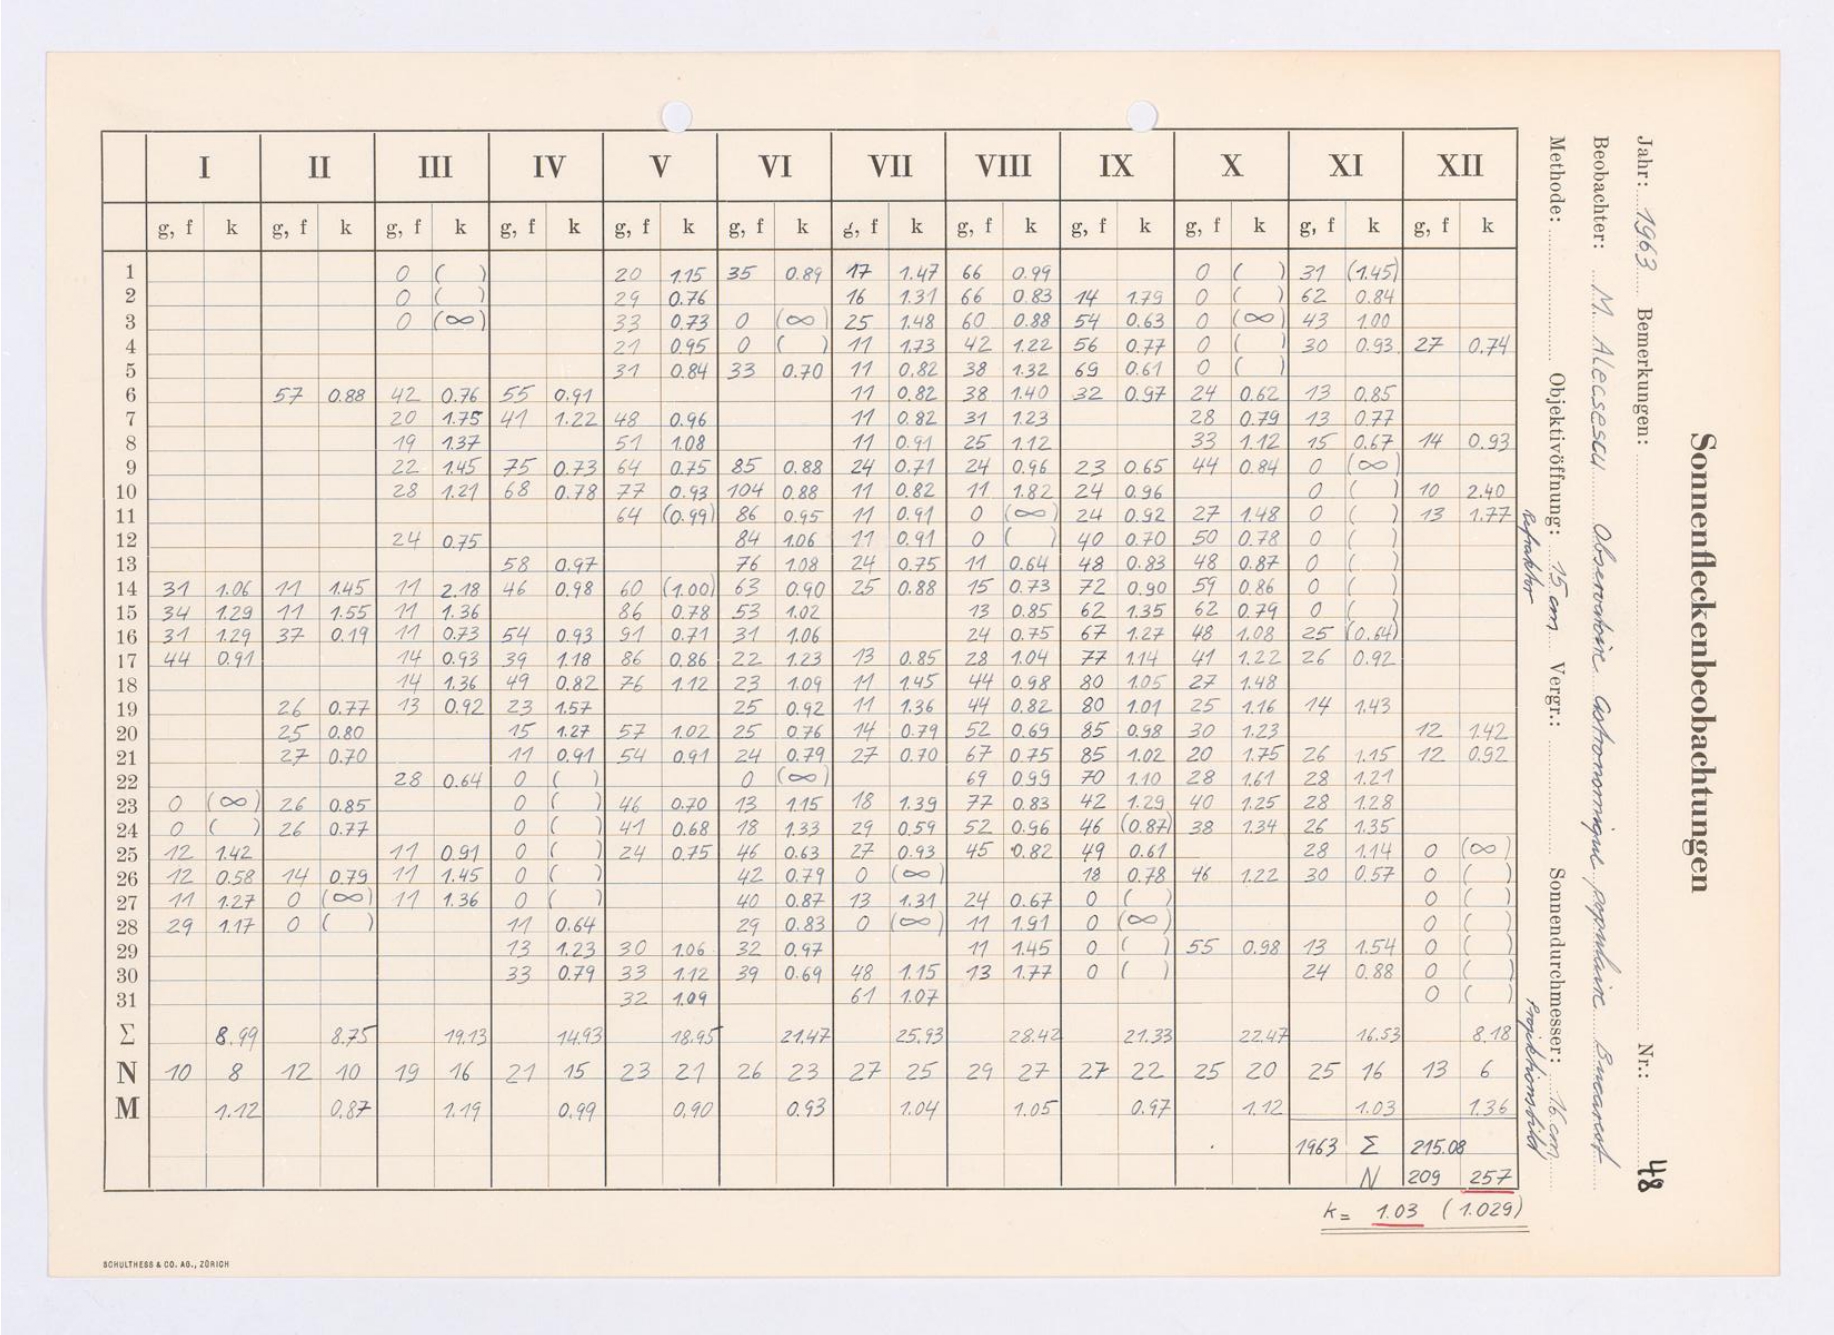 Sonnenfleckenbeobachtungen
Jahr: 1963 Bemerkungen: Nr.: 48
Beobachter: M. Alecsescu Observatoire Astronomique populaire Bucarest
Methode: Objektivöffnung: 15 cm Vergr.: Sonnendurchmesser: 16 cm
Refraktor Projektionsbild
I II III IV V VI VII VIII IX X XI XII
g, f k g, f k g, f k g, f k g, f k g, f k g, f k g, f k g, f k g, f k g, f k g, f k
1 0 ( ) 20 1.15 35 0.89 17 1.47 66 0.99 0 ( ) 31 (1.45)
2 0 ( ) 29 0.76 16 1.31 66 0.83 14 1.79 0 ( ) 62 0.84
3 0 (∞) 33 0.73 0 (∞) 25 1.48 60 0.88 54 0.63 0 (∞) 43 1.00
4 21 0.95 0 ( ) 11 1.73 42 1.22 56 0.77 0 ( ) 30 0.93 27 0.74
5 31 0.84 33 0.70 11 0.82 38 1.32 69 0.61 0 ( )
6 57 0.88 42 0.76 55 0.91 11 0.82 38 1.40 32 0.97 24 0.62 13 0.85
7 20 1.75 41 1.22 48 0.96 11 0.82 31 1.23 28 0.79 13 0.77
8 19 1.37 51 1.08 11 0.91 25 1.12 33 1.12 15 0.67 14 0.93
9 22 1.45 75 0.73 64 0.75 85 0.88 24 0.71 24 0.96 23 0.65 44 0.84 0 (∞)
10 28 1.21 68 0.78 77 0.93 104 0.88 11 0.82 11 1.82 24 0.96 0 ( ) 10 2.40
11 64 (0.99) 86 0.95 11 0.91 0 (∞) 24 0.92 27 1.48 0 ( ) 13 1.77
12 24 0.75 84 1.06 11 0.91 0 ( ) 40 0.70 50 0.78 0 ( )
13 58 0.97 76 1.08 24 0.75 11 0.64 48 0.83 48 0.87 0 ( )
14 31 1.06 11 1.45 11 2.18 46 0.98 60 (1.00) 63 0.90 25 0.88 15 0.73 72 0.90 59 0.86 0 ( )
15 34 1.29 11 1.55 11 1.36 86 0.78 53 1.02 13 0.85 62 1.35 62 0.79 0 ( )
16 31 1.29 37 0.19 11 0.73 54 0.93 91 0.71 31 1.06 24 0.75 67 1.27 48 1.08 25 (0.64)
17 44 0.91 14 0.93 39 1.18 86 0.86 22 1.23 13 0.85 28 1.04 77 1.14 41 1.22 26 0.92
18 14 1.36 49 0.82 76 1.12 23 1.09 11 1.45 44 0.98 80 1.05 27 1.48
19 26 0.77 13 0.92 23 1.57 25 0.92 11 1.36 44 0.82 80 1.01 25 1.16 14 1.43
20 25 0.80 15 1.27 57 1.02 25 0.76 14 0.79 52 0.69 85 0.98 30 1.23 12 1.42
21 27 0.70 11 0.91 54 0.91 24 0.79 27 0.70 67 0.75 85 1.02 20 1.75 26 1.15 12 0.92
22 28 0.64 0 ( ) 0 (∞) 69 0.99 70 1.10 28 1.61 28 1.21
23 0 (∞) 26 0.85 0 ( ) 46 0.70 13 1.15 18 1.39 77 0.83 42 1.29 40 1.25 28 1.28
24 0 ( ) 26 0.77 0 ( ) 41 0.68 18 1.33 29 0.59 52 0.96 46 (0.87) 38 1.34 26 1.35
25 12 1.42 11 0.91 0 ( ) 24 0.75 46 0.63 27 0.93 45 0.82 49 0.61 28 1.14 0 (∞)
26 12 0.58 14 0.79 11 1.45 0 ( ) 42 0.79 0 (∞) 18 0.78 46 1.22 30 0.57 0 ( )
27 11 1.27 0 (∞) 11 1.36 0 ( ) 40 0.87 13 1.31 24 0.67 0 ( ) 0 ( )
28 29 1.17 0 ( ) 11 0.64 29 0.83 0 (∞) 11 1.91 0 (∞) 0 ( )
29 13 1.23 30 1.06 32 0.97 11 1.45 0 ( ) 55 0.98 13 1.54 0 ( )
30 33 0.79 33 1.12 39 0.69 48 1.15 13 1.77 0 ( ) 24 0.88 0 ( )
31 32 1.09 61 1.07 0 ( )
Σ 8.99 8.75 19.13 14.93 18.95 21.47 25.93 28.42 21.33 22.47 16.53 8.18
N 10 8 12 10 19 16 21 15 23 21 26 23 27 25 29 27 27 22 25 20 25 16 13 6
M 1.12 0.87 1.19 0.99 0.90 0.93 1.04 1.05 0.97 1.12 1.03 1.36
1963 Σ 215.08
N 209 257
k = 1.03 (1.029)
SCHULTHESS & CO. AG., ZÜRICH